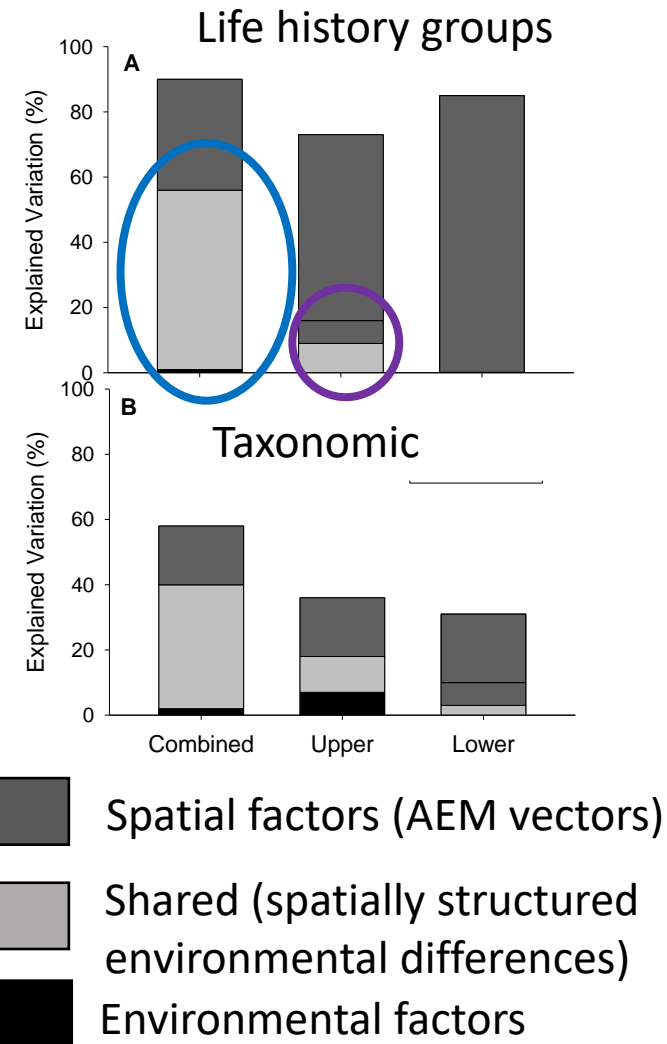 Life history groups
A
100
80
60
40
20
0
Explained Variation (%)
B
Taxonomic
100
80
60
40
20
0
Explained Variation (%)
Combined Upper Lower
Spatial factors (AEM vectors)
Shared (spatially structured
environmental differences)
Environmental factors